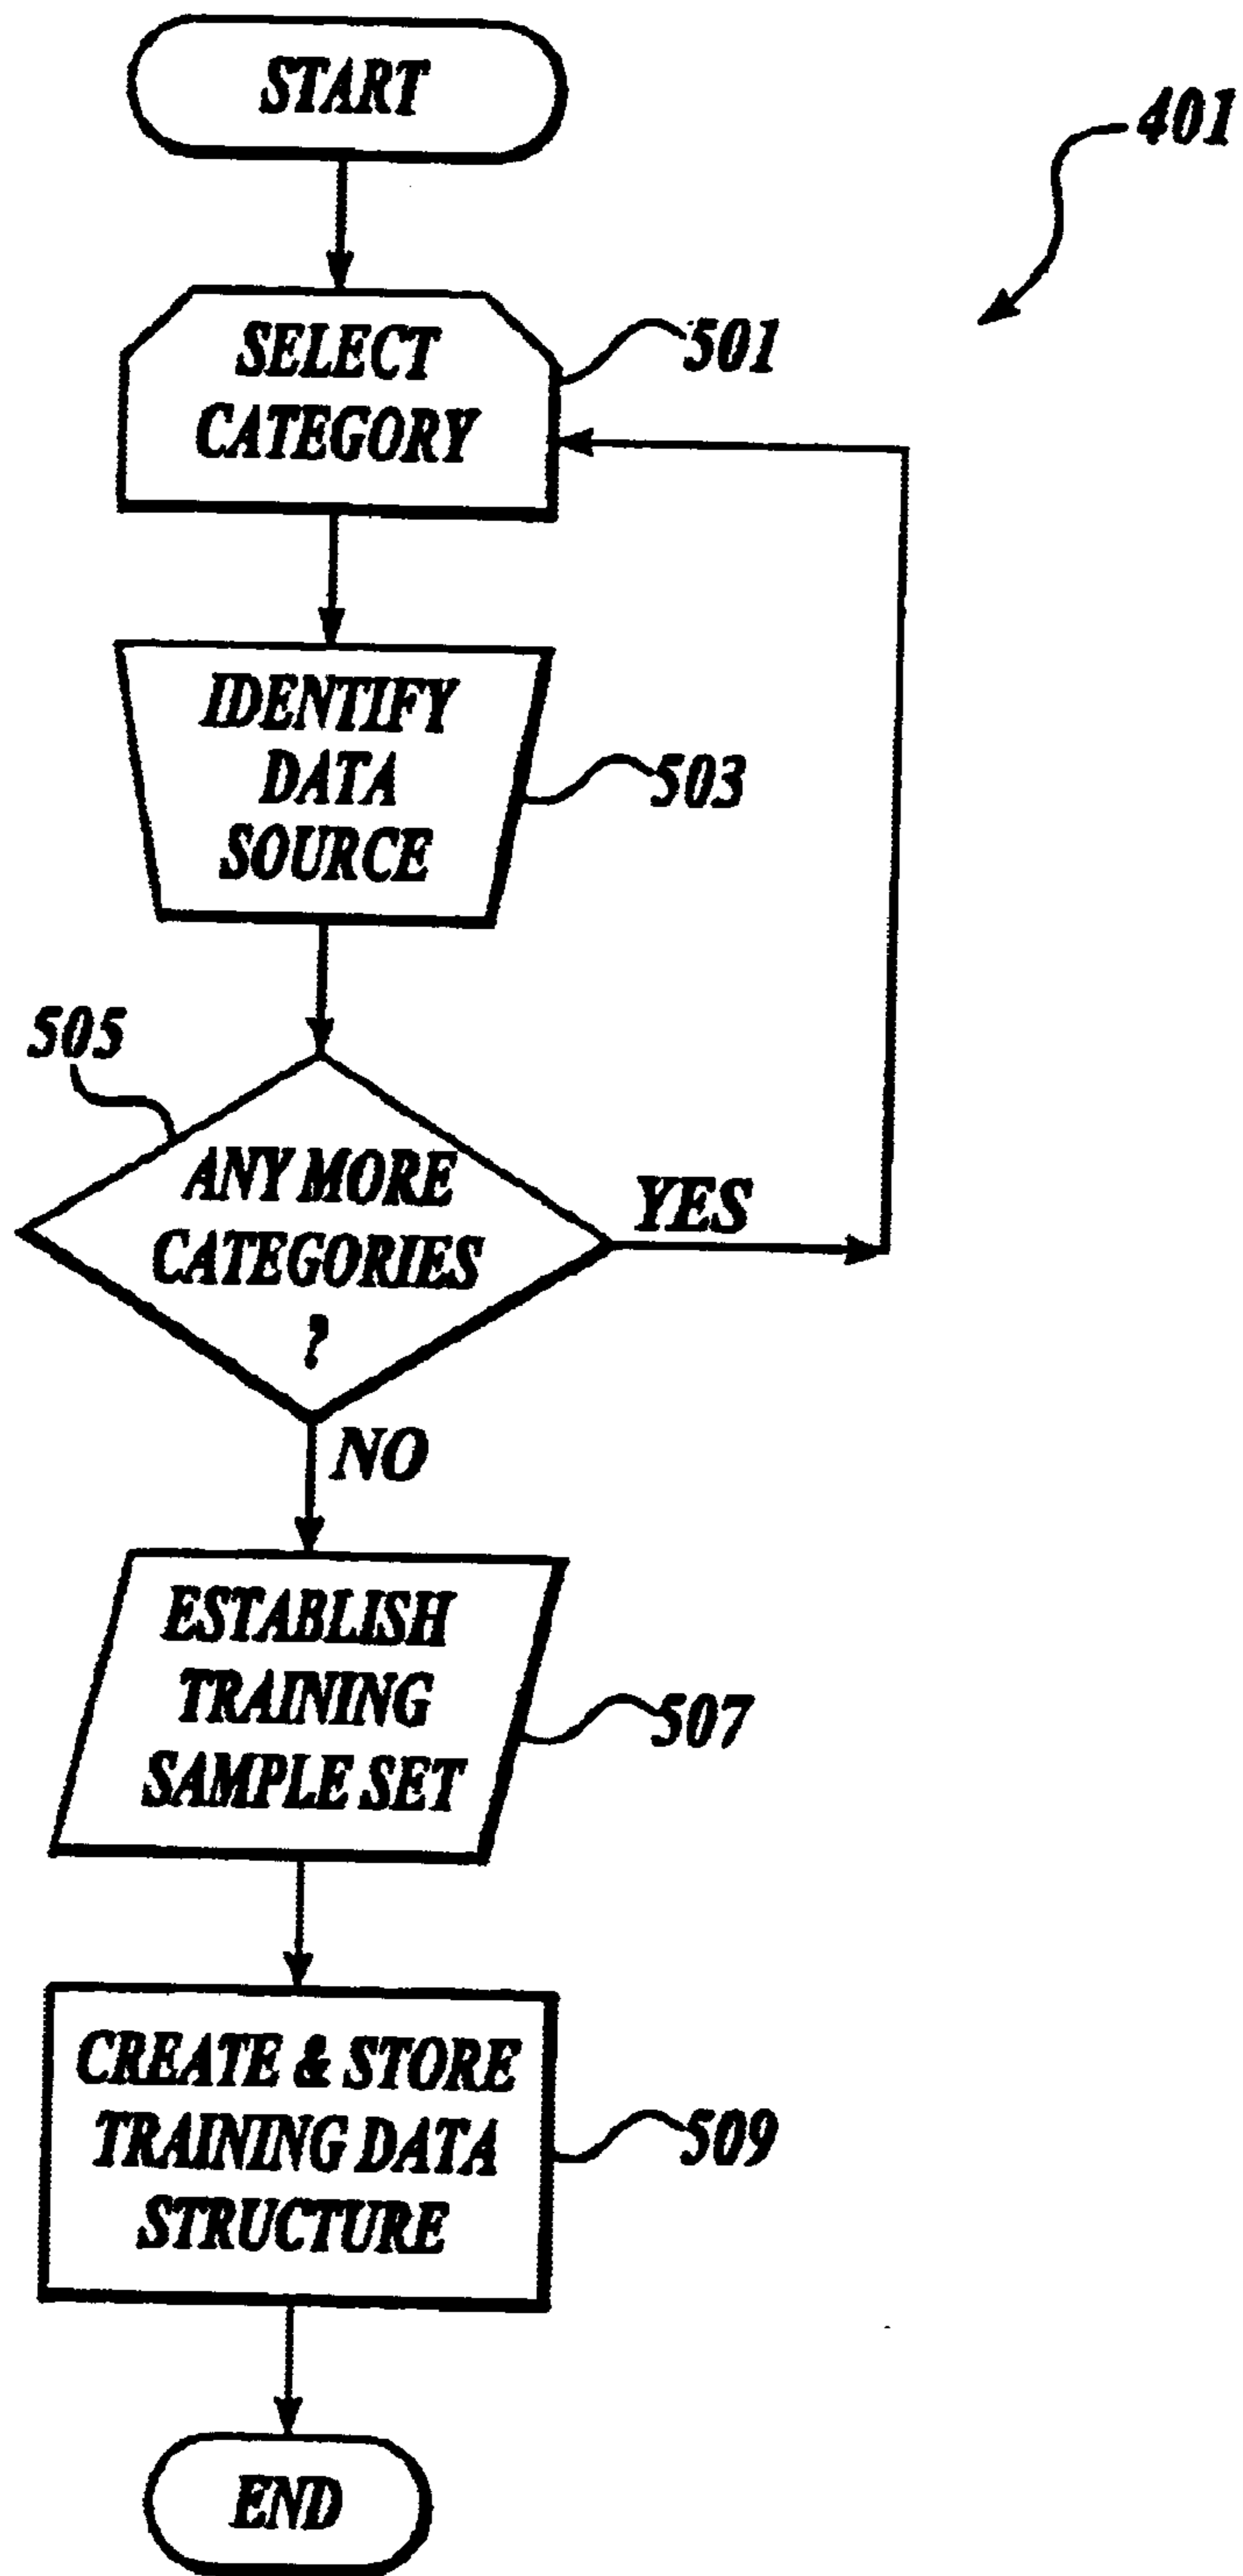 START
401
SELECT
CATEGORY
501
IDENTIFY
DATA
SOURCE
503
505
ANY MORE
CATEGORIES
?
YES
NO
ESTABLISH
TRAINING
SAMPLE SET
507
CREATE & STORE
TRAINING DATA
STRUCTURE
509
END